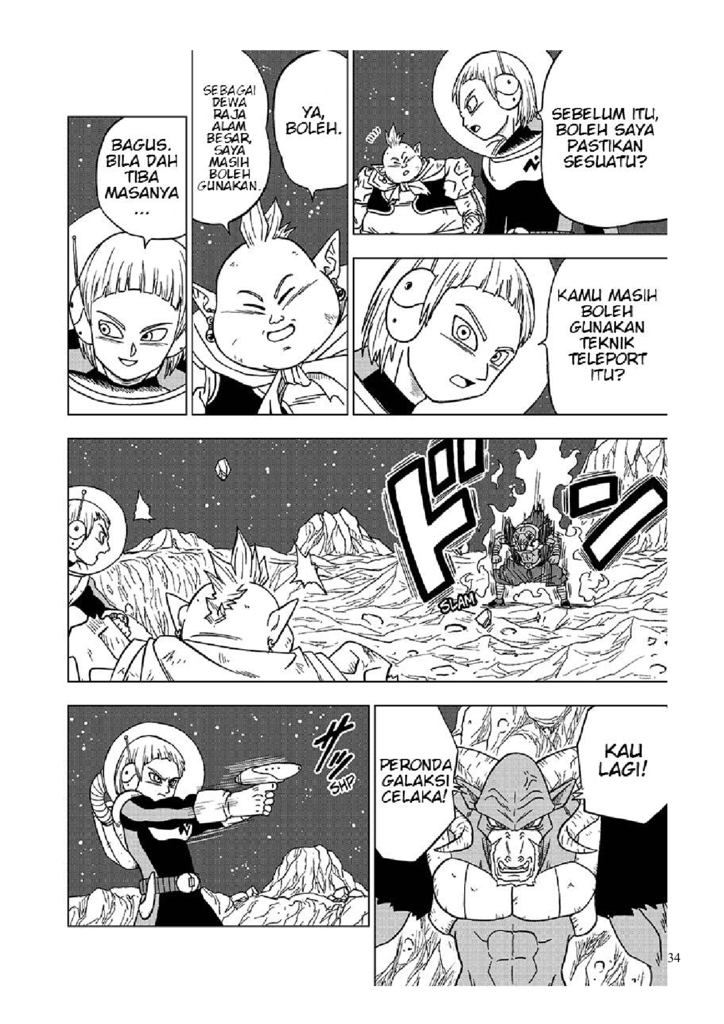 SEBELUM ITU,
BOLEH SAYA
PASTIKAN
SESUATU?
KAMU MASIH
BOLEH
GUNAKAN
TEKNIK
TELEPORT
ITU?
YA,
BOLEH.
SEBAGAI
DEWA
RAJA
ALAM
BESAR,
SAYA
MASIH
BOLEH
GUNAKAN.
BAGUS.
BILA DAH
TIBA
MASANYA
...
ドン
SLAM
KAU
LAGI!
PERONDA
GALAKSI
CELAKA!
サッ
SHP
34